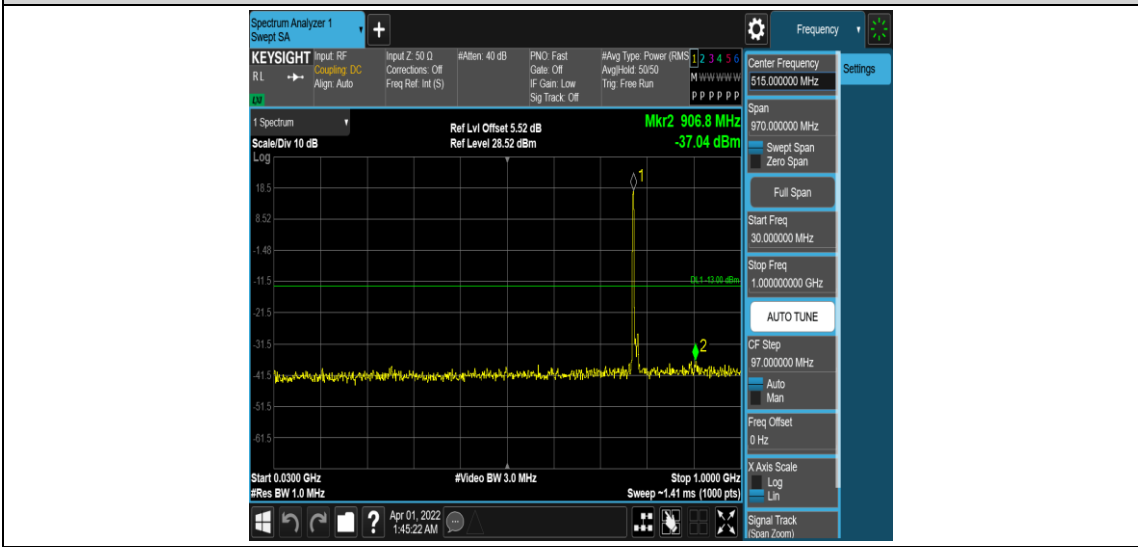 Spectrum Analyzer 1
Swept SA
+
Frequency
KEYSIGHT
RL
LXI
Input: RF
Coupling: DC
Align: Auto
Input Z: 50 Ω
Corrections: Off
Freq Ref: Int (S)
#Atten: 40 dB
PNO: Fast
Gate: Off
IF Gain: Low
Sig Track: Off
#Avg Type: Power (RMS
Avg|Hold: 50/50
Trig: Free Run
1 2 3 4 5 6
M W W W W W
P P P P P P
1 Spectrum
Scale/Div 10 dB
Log
Ref Lvl Offset 5.52 dB
Ref Level 28.52 dBm
Mkr2 906.8 MHz
-37.04 dBm
18.5
8.52
-1.48
-11.5
-21.5
-31.5
-41.5
-51.5
-61.5
1
DL1 -13.00 dBm
2
Start 0.0300 GHz
#Res BW 1.0 MHz
#Video BW 3.0 MHz
Stop 1.0000 GHz
Sweep ~1.41 ms (1000 pts)
?
Apr 01, 2022
1:45:22 AM
Center Frequency
515.000000 MHz
Settings
Span
970.000000 MHz
Swept Span
Zero Span
Full Span
Start Freq
30.000000 MHz
Stop Freq
1.000000000 GHz
AUTO TUNE
CF Step
97.000000 MHz
Auto
Man
Freq Offset
0 Hz
X Axis Scale
Log
Lin
Signal Track
(Span Zoom)